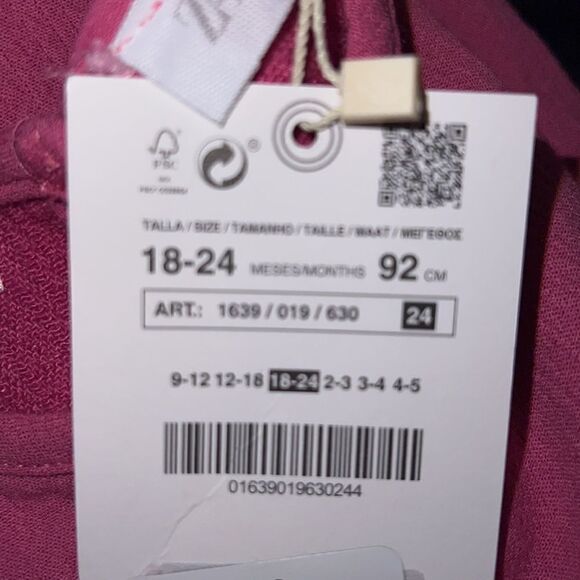 ZA
FSC
TALLA / SIZE / TAMANHO / TAILLE / MAAT / ΜΕΓΕΘΟΣ
18-24 MESES/MONTHS 92 CM
ART.: 1639 / 019 / 630 24
9-12 12-18 18-24 2-3 3-4 4-5
01639019630244